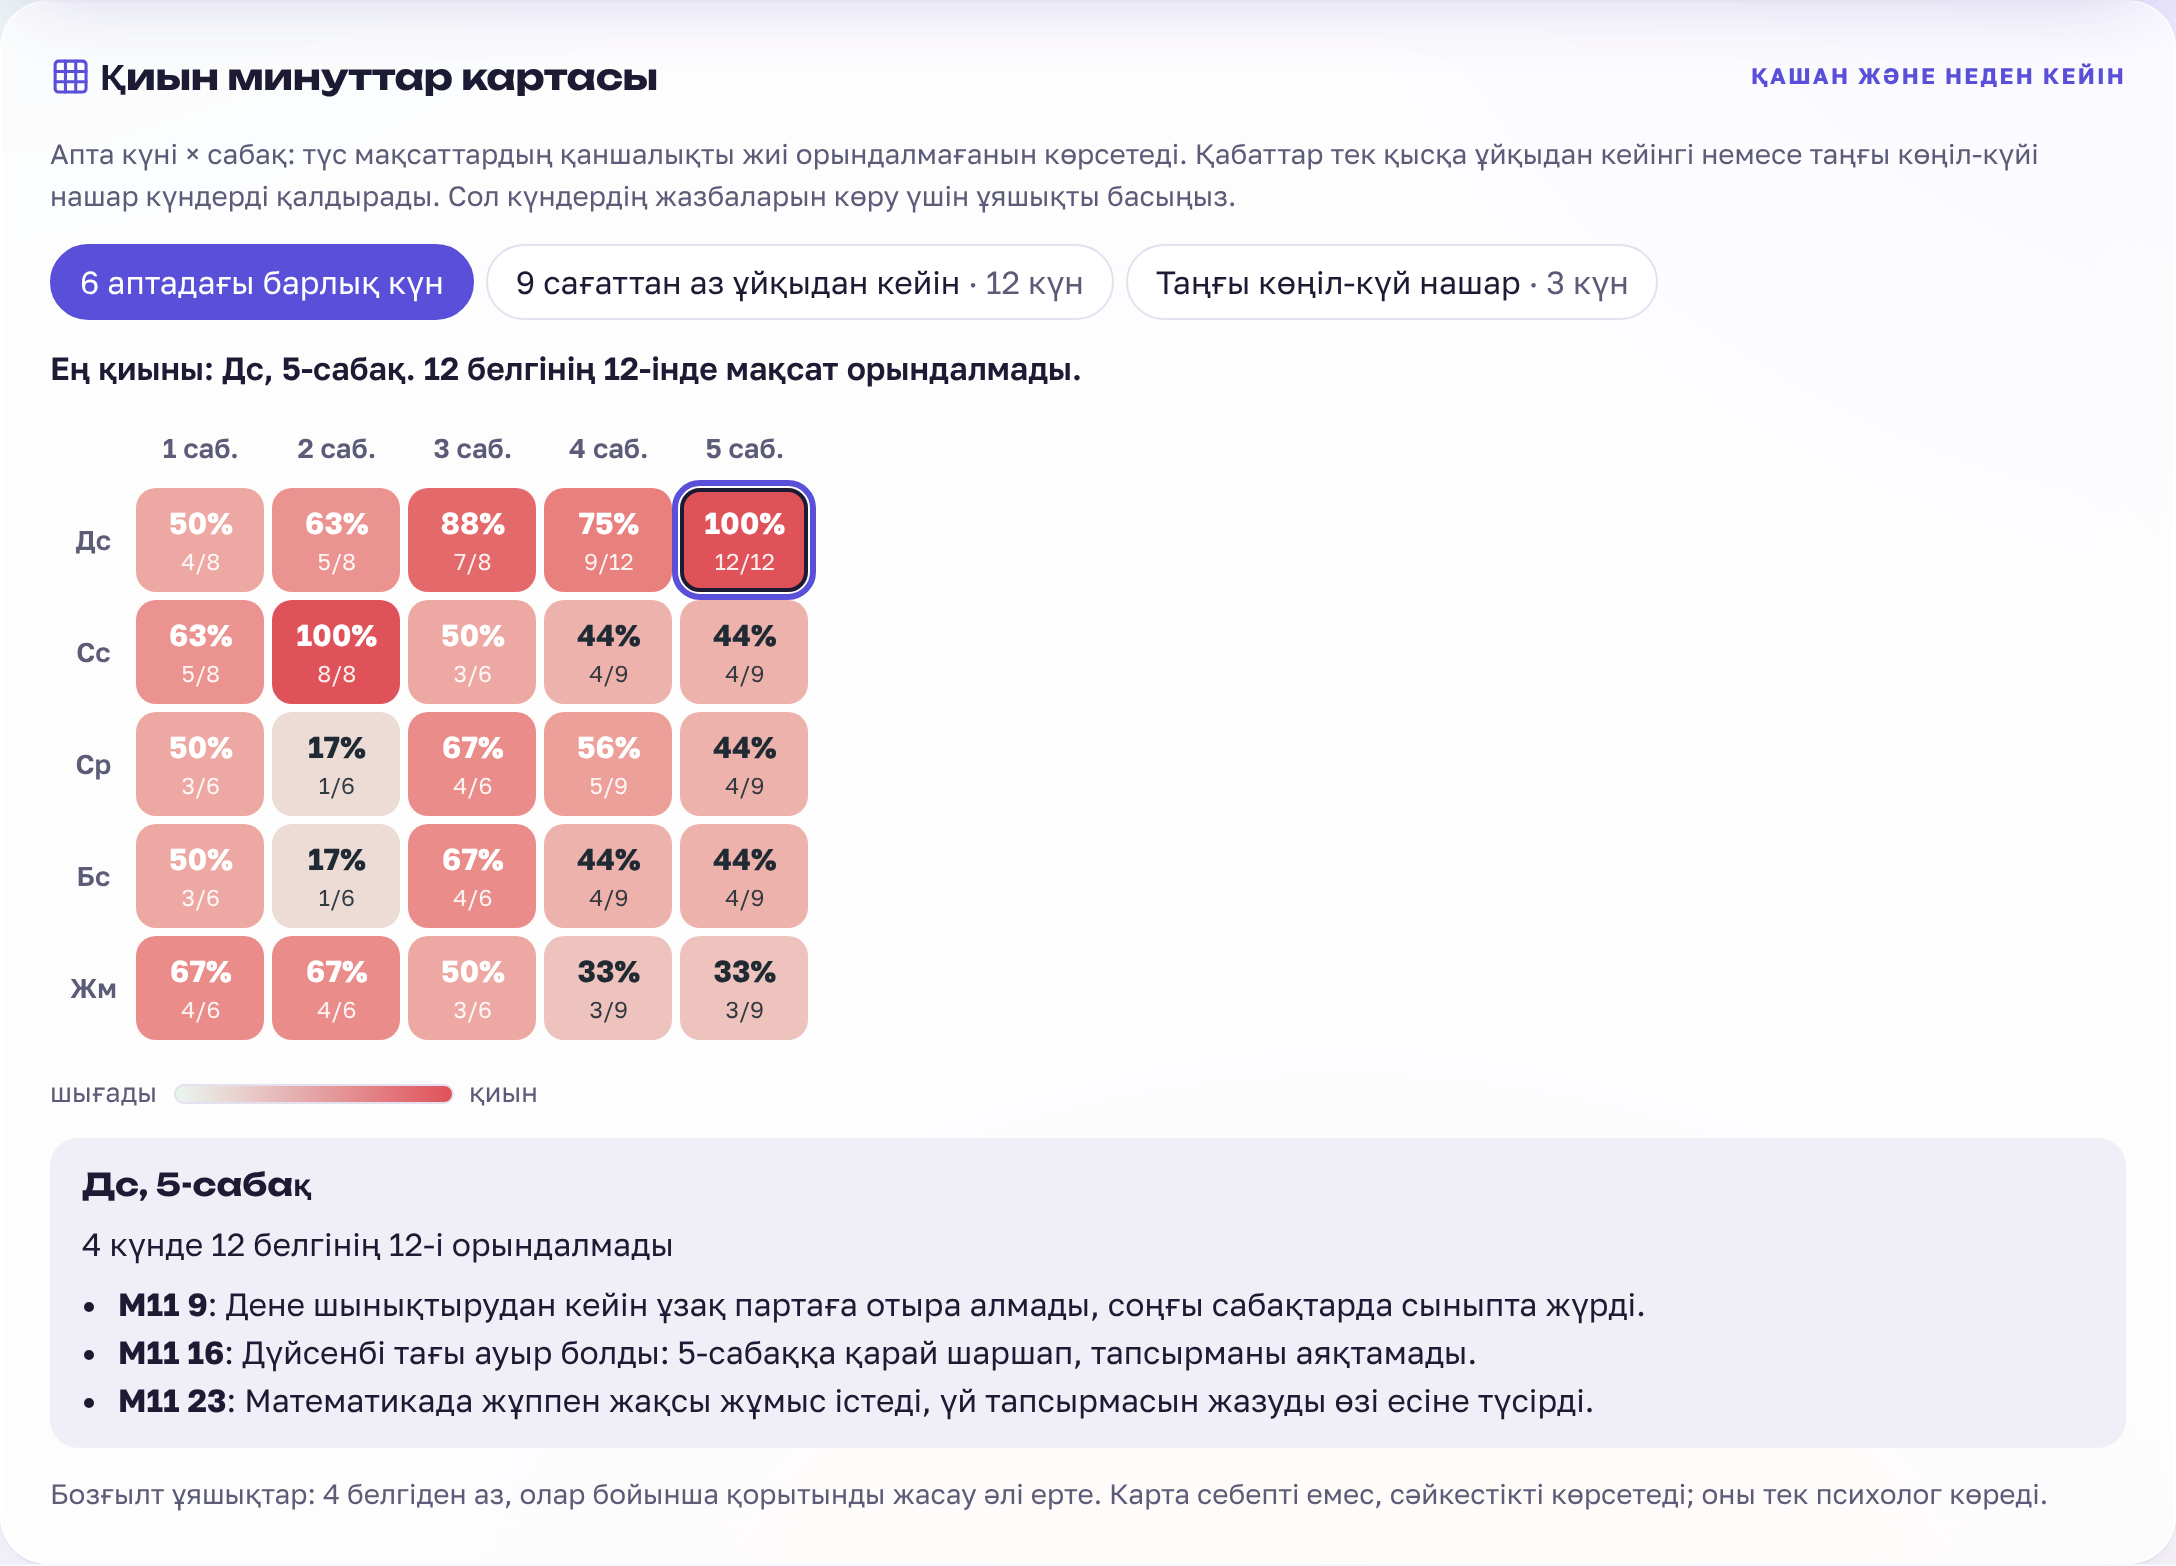 Қиын минуттар картасы
ҚАШАН ЖӘНЕ НЕДЕН КЕЙІН
Апта күні × сабақ: түс мақсаттардың қаншалықты жиі орындалмағанын көрсетеді. Қабаттар тек қысқа ұйқыдан кейінгі немесе таңғы көңіл-күйі
нашар күндерді қалдырады. Сол күндердің жазбаларын көру үшін ұяшықты басыңыз.
6 аптадағы барлық күн
9 сағаттан аз ұйқыдан кейін · 12 күн
Таңғы көңіл-күй нашар · 3 күн
Ең қиыны: Дс, 5-сабақ. 12 белгінің 12-інде мақсат орындалмады.
1 саб. 2 саб. 3 саб. 4 саб. 5 саб.
Дс 50% 63% 88% 75% 100%
4/8 5/8 7/8 9/12 12/12
Сс 63% 100% 50% 44% 44%
5/8 8/8 3/6 4/9 4/9
Ср 50% 17% 67% 56% 44%
3/6 1/6 4/6 5/9 4/9
Бс 50% 17% 67% 44% 44%
3/6 1/6 4/6 4/9 4/9
Жм 67% 67% 50% 33% 33%
4/6 4/6 3/6 3/9 3/9
шығады қиын
Дс, 5-сабақ
4 күнде 12 белгінің 12-і орындалмады
• M11 9: Дене шынықтырудан кейін ұзақ партаға отыра алмады, соңғы сабақтарда сыныпта жүрді.
• M11 16: Дүйсенбі тағы ауыр болды: 5-сабаққа қарай шаршап, тапсырманы аяқтамады.
• M11 23: Математикада жұппен жақсы жұмыс істеді, үй тапсырмасын жазуды өзі есіне түсірді.
Бозғылт ұяшықтар: 4 белгіден аз, олар бойынша қорытынды жасау әлі ерте. Карта себепті емес, сәйкестікті көрсетеді; оны тек психолог көреді.